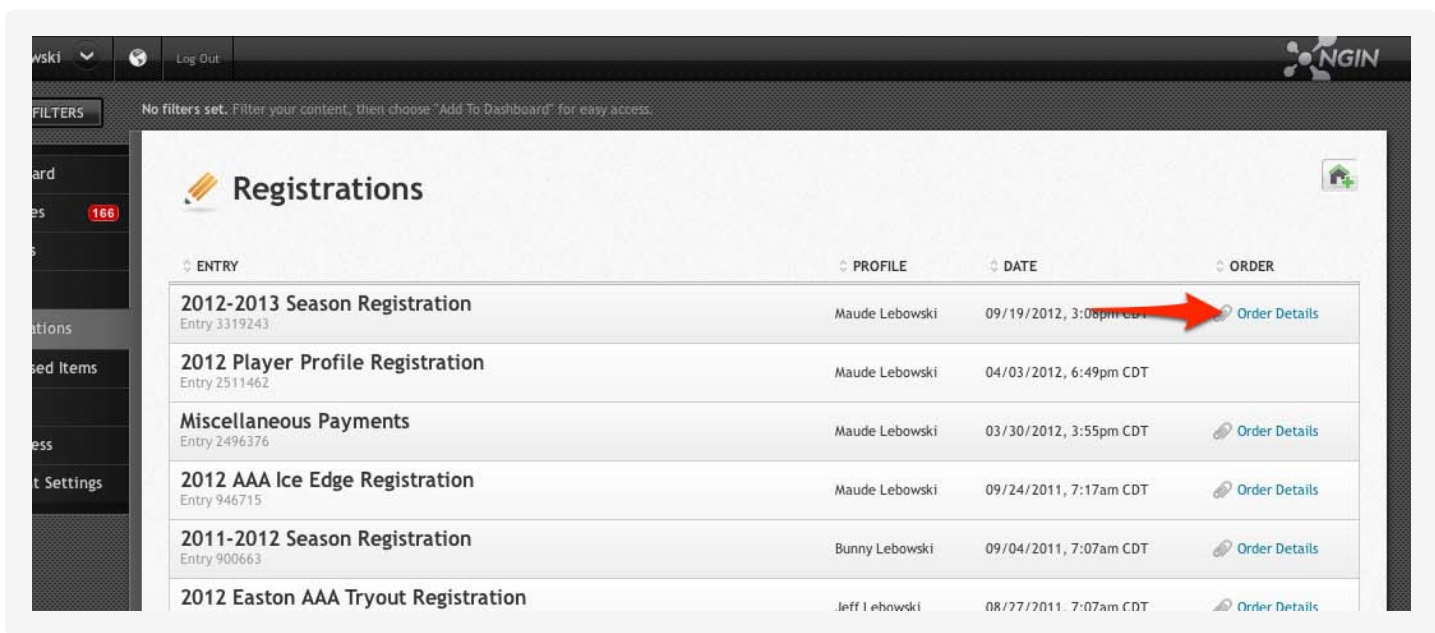 wski
Log Out
NGIN
FILTERS
No filters set. Filter your content, then choose "Add To Dashboard" for easy access.
ard
es 166
s
ations
sed Items
ess
t Settings
Registrations
ENTRY PROFILE DATE ORDER
2012-2013 Season Registration
Entry 3319243
Maude Lebowski 09/19/2012, 3:08pm CDT Order Details
2012 Player Profile Registration
Entry 2511462
Maude Lebowski 04/03/2012, 6:49pm CDT
Miscellaneous Payments
Entry 2496376
Maude Lebowski 03/30/2012, 3:55pm CDT Order Details
2012 AAA Ice Edge Registration
Entry 946715
Maude Lebowski 09/24/2011, 7:17am CDT Order Details
2011-2012 Season Registration
Entry 900663
Bunny Lebowski 09/04/2011, 7:07am CDT Order Details
2012 Easton AAA Tryout Registration
Jeff Lebowski 08/27/2011, 7:07am CDT Order Details